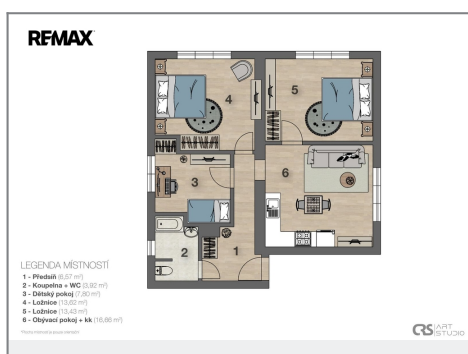 RE/MAX
4
5
3
6
2
1
LEGENDA MÍSTNOSTÍ
1 - Předsíň (6,57 m²)
2 - Koupelna + WC (3,92 m²)
3 - Dětský pokoj (7,80 m²)
4 - Ložnice (13,62 m²)
5 - Ložnice (13,43 m²)
6 - Obývací pokoj + kk (18,88 m²)
CRS ART STUDIO